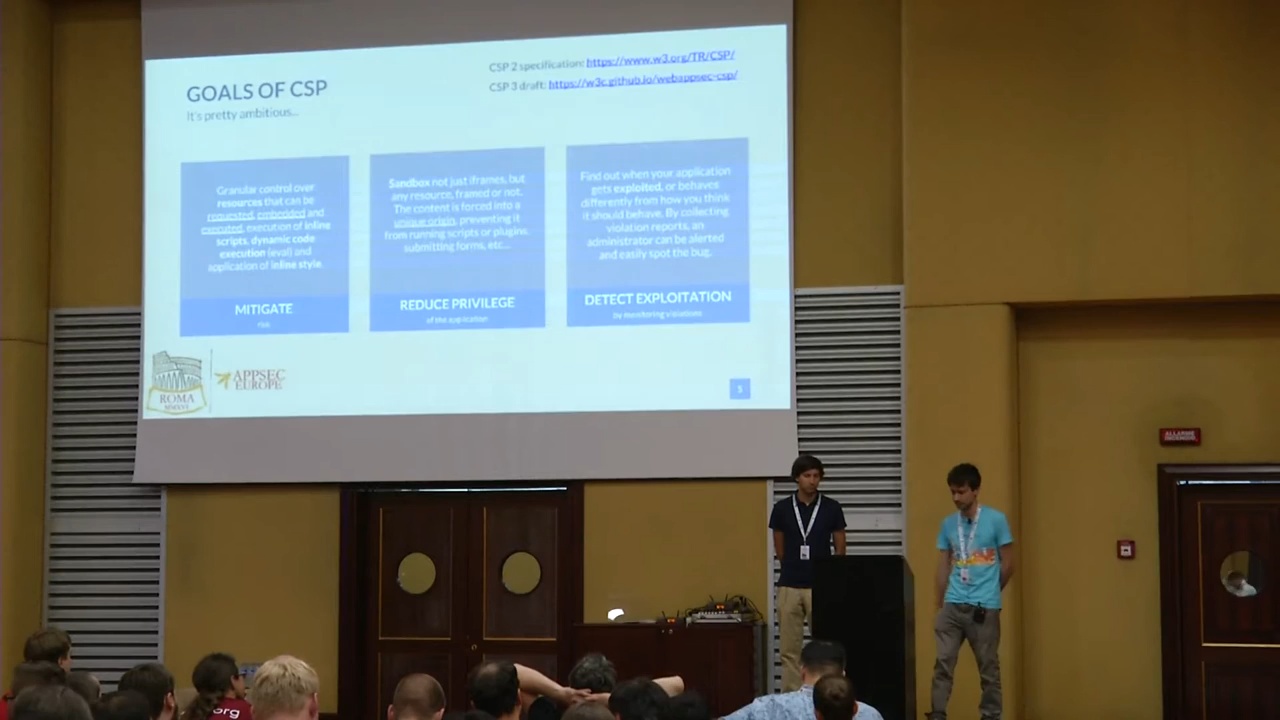 GOALS OF CSP
It's pretty ambitious...
CSP 2 specification: https://www.w3.org/TR/CSP/
CSP 3 draft: https://w3c.github.io/webappsec-csp/
Granular control over
resources that can be
requested, embedded and
executed, execution of inline
scripts, dynamic code
execution (eval) and
application of inline style
MITIGATE
risk
Sandbox not just iframes, but
any resource, framed or not.
The content is forced into a
unique origin, preventing it
from running scripts or plugins,
submitting forms, etc...
REDUCE PRIVILEGE
of the application
Find out when your application
gets exploited, or behaves
differently from how you think
it should behave. By collecting
violation reports, an
administrator can be alerted
and easily spot the bug.
DETECT EXPLOITATION
by monitoring violations
ROMA
MMXVI
APPSEC
EUROPE
5
ALLARME
INCENDIO
org